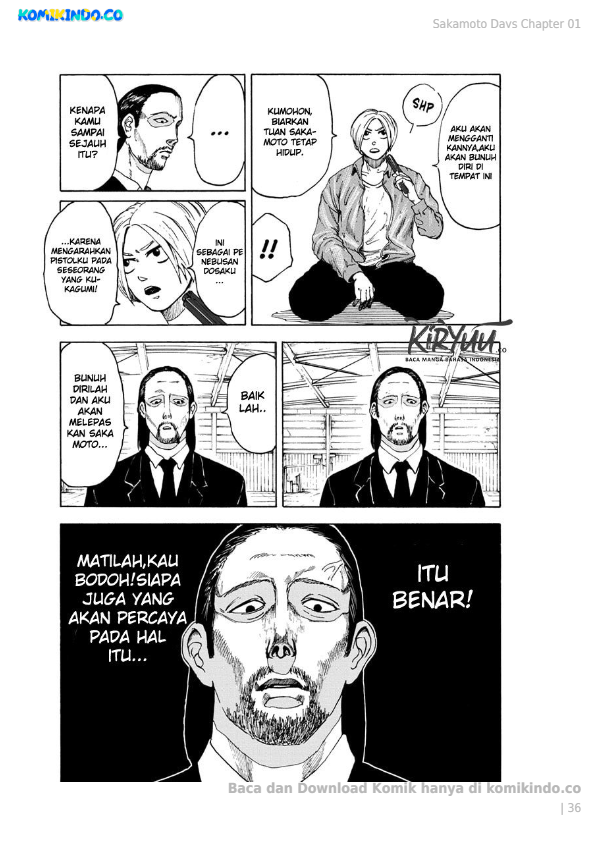 KOMIKINDO.CO
Sakamoto Days Chapter 01
SHP
AKU AKAN
MENGGANTI
KANNYA,AKU
AKAN BUNUH
DIRI DI
TEMPAT INI
KUMOHON,
BIARKAN
TUAN SAKA-
MOTO TETAP
HIDUP.
...
KENAPA
KAMU
SAMPAI
SEJAUH
ITU?
!!
INI
SEBAGAI PE
NEBUSAN
DOSAKU
...
...KARENA
MENGARAHKAN
PISTOLKU PADA
SESEORANG
YANG KU-
KAGUMI!
KiRYUU.CO
BACA MANGA BAHASA INDONESIA
BAIK
LAH..
BUNUH
DIRILAH
DAN AKU
AKAN
MELEPAS
KAN SAKA
MOTO...
ITU
BENAR!
MATILAH,KAU
BODOH!SIAPA
JUGA YANG
AKAN PERCAYA
PADA HAL
ITU...
Baca dan Download Komik hanya di komikindo.co
| 36